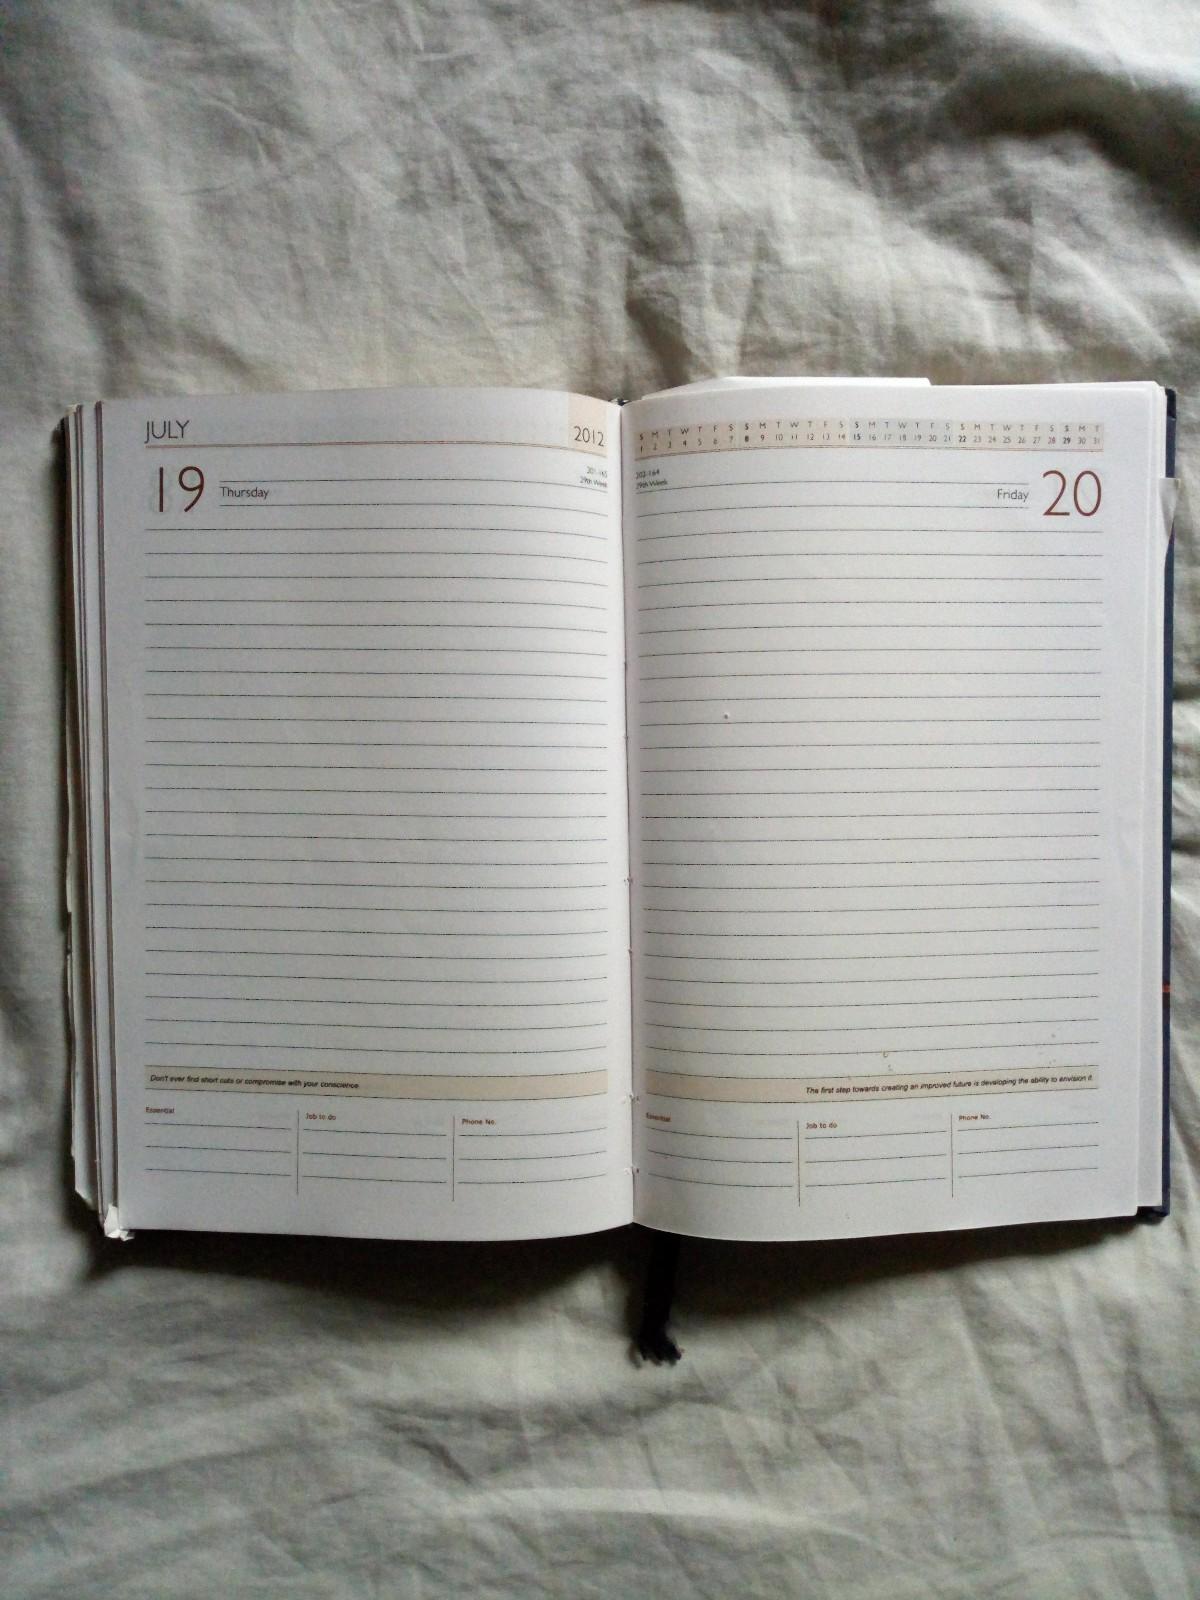 JULY 2012
19 Thursday
201-165
29th Week
Don't ever find short cuts or compromise with your conscience.
Essential Job to do Phone No.
S M T W T F S S M T W T F S S M T W T F S S M T W T F S S M T
1 2 3 4 5 6 7 8 9 10 11 12 13 14 15 16 17 18 19 20 21 22 23 24 25 26 27 28 29 30 31
202-164
29th Week
Friday 20
The first step towards creating an improved future is developing the ability to envision it.
Essential Job to do Phone No.